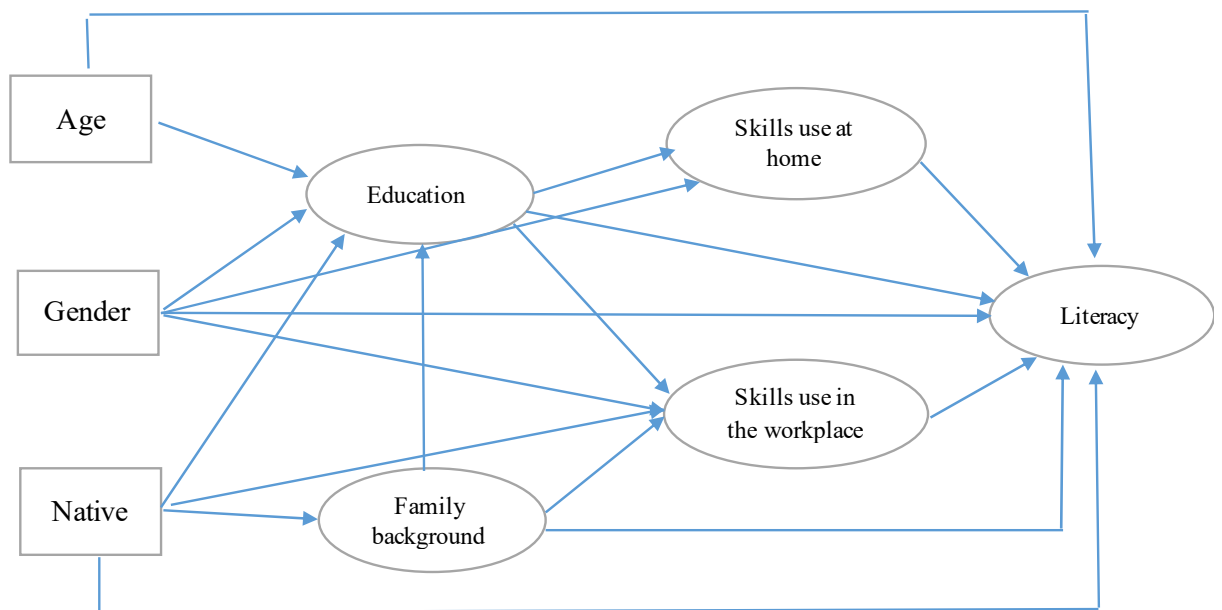 Age
Skills use at
home
Education
Gender
Literacy
Skills use in
the workplace
Native
Family
background